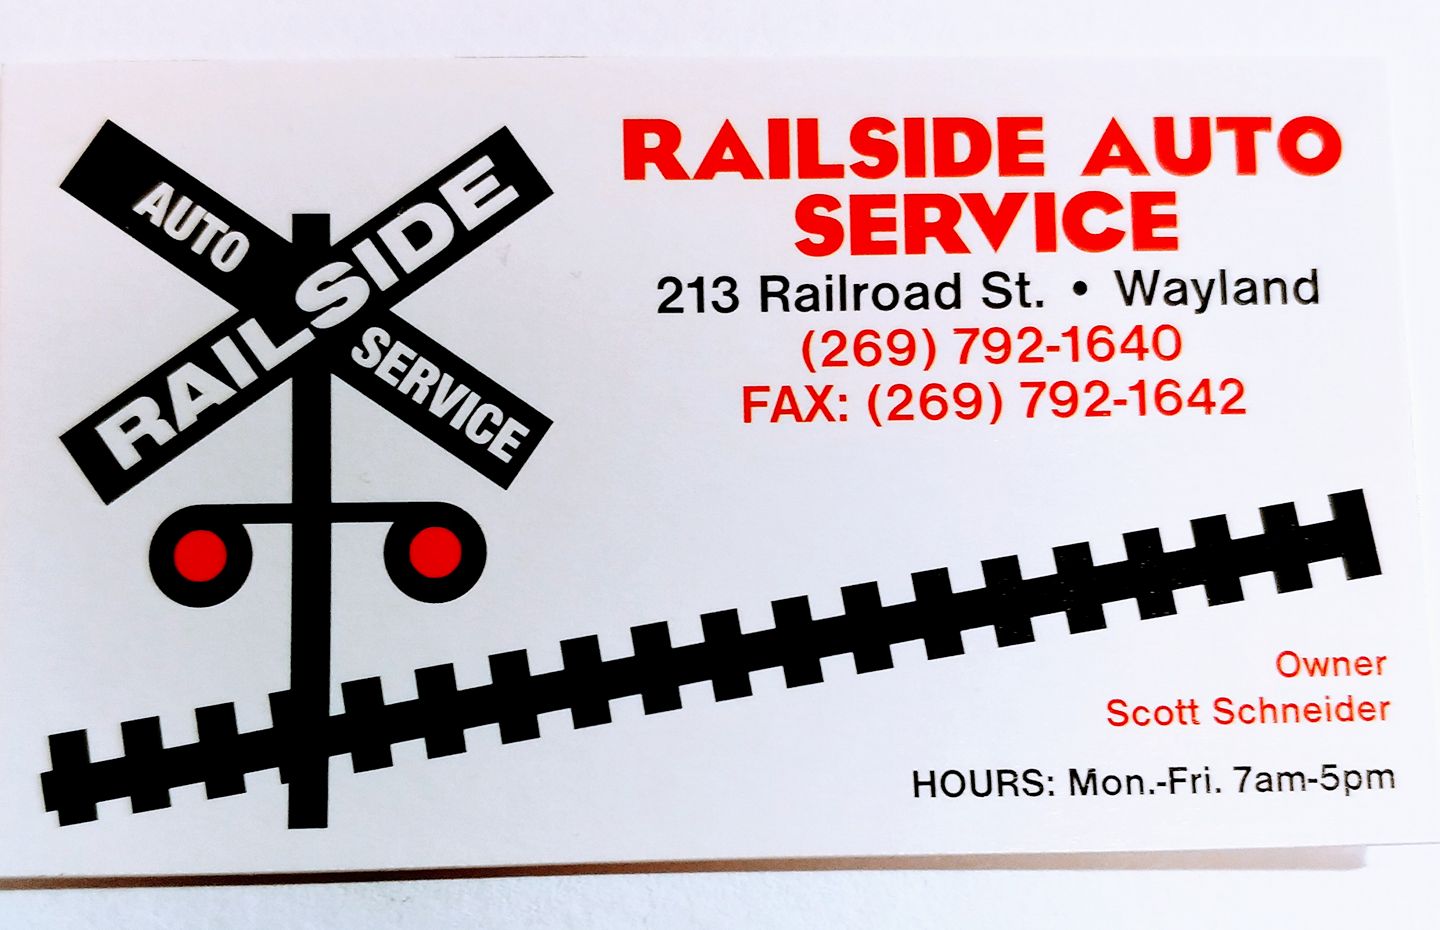 AUTO
RAILSIDE
SERVICE
RAILSIDE AUTO
SERVICE
213 Railroad St. • Wayland
(269) 792-1640
FAX: (269) 792-1642
Owner
Scott Schneider
HOURS: Mon.-Fri. 7am-5pm